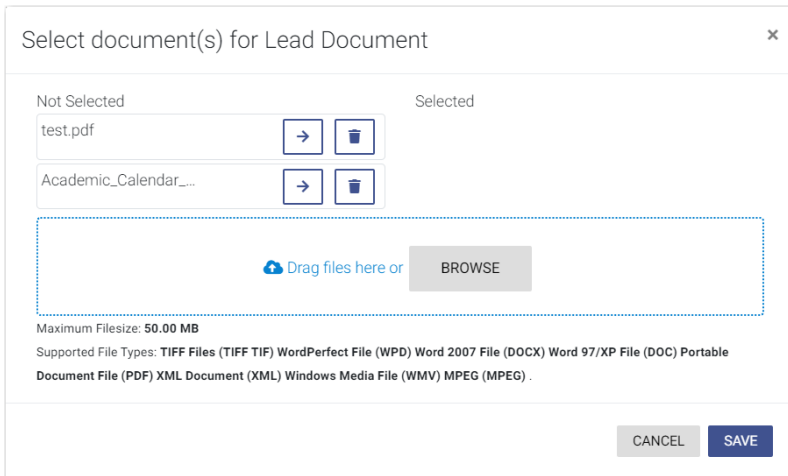 Select document(s) for Lead Document
×
Not Selected
Selected
test.pdf
Academic_Calendar_...
Drag files here or BROWSE
Maximum Filesize: 50.00 MB
Supported File Types: TIFF Files (TIFF TIF) WordPerfect File (WPD) Word 2007 File (DOCX) Word 97/XP File (DOC) Portable
Document File (PDF) XML Document (XML) Windows Media File (WMV) MPEG (MPEG) .
CANCEL SAVE